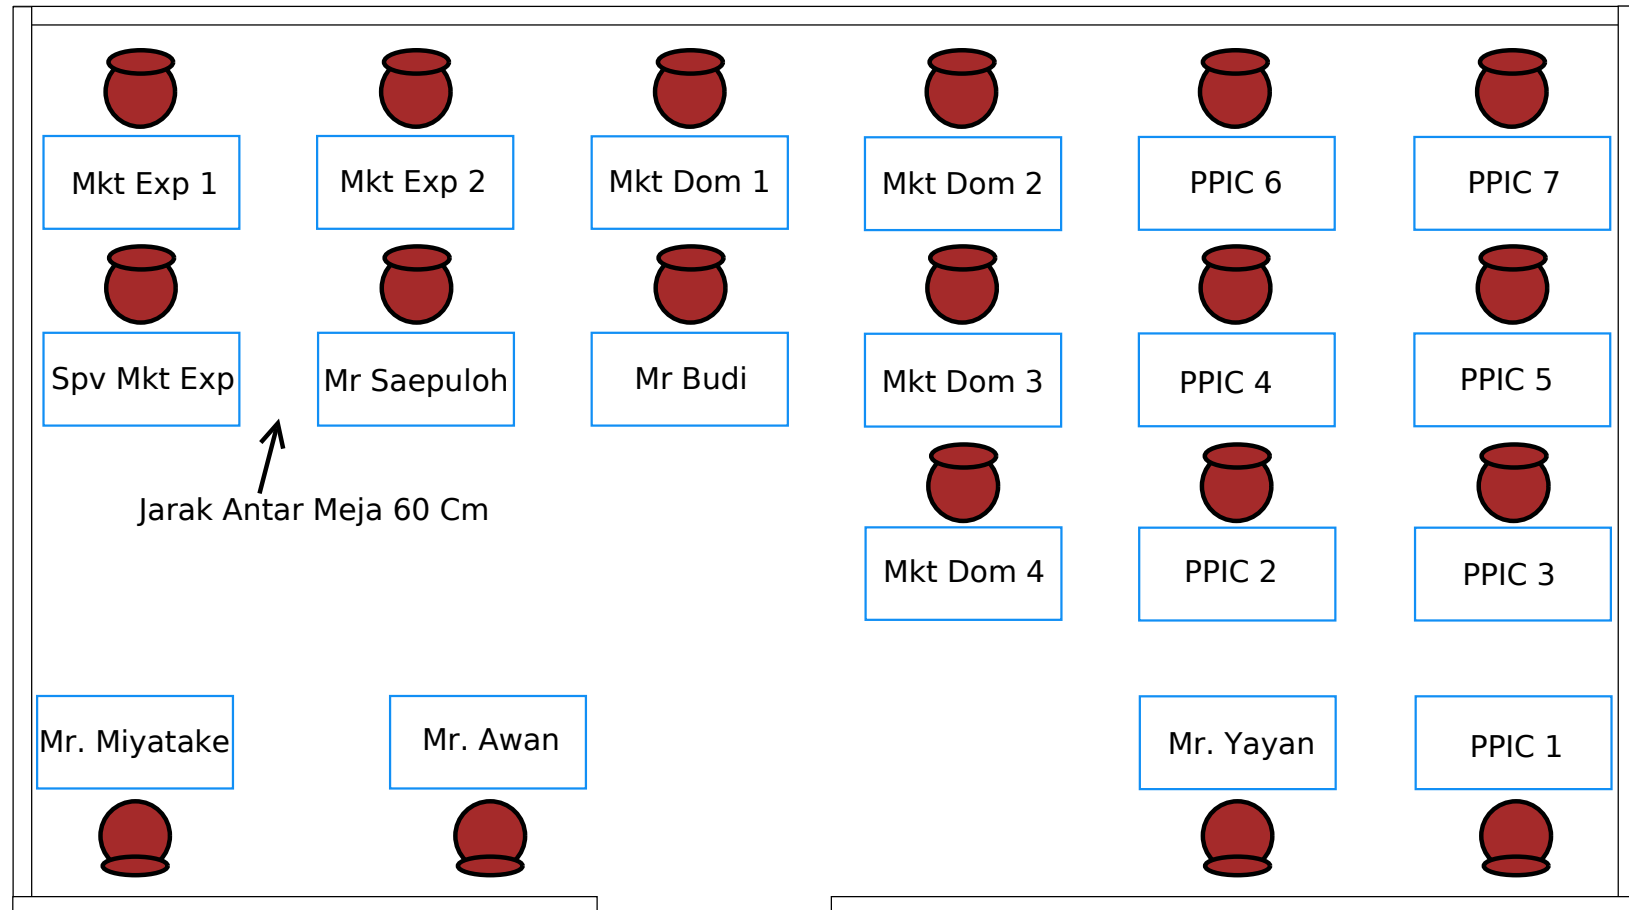 Mkt Exp 1
Mkt Exp 2
Mkt Dom 1
Mkt Dom 2
PPIC 6
PPIC 7
Spv Mkt Exp
Mr Saepuloh
Mr Budi
Mkt Dom 3
PPIC 4
PPIC 5
Jarak Antar Meja 60 Cm
Mkt Dom 4
PPIC 2
PPIC 3
Mr. Miyatake
Mr. Awan
Mr. Yayan
PPIC 1